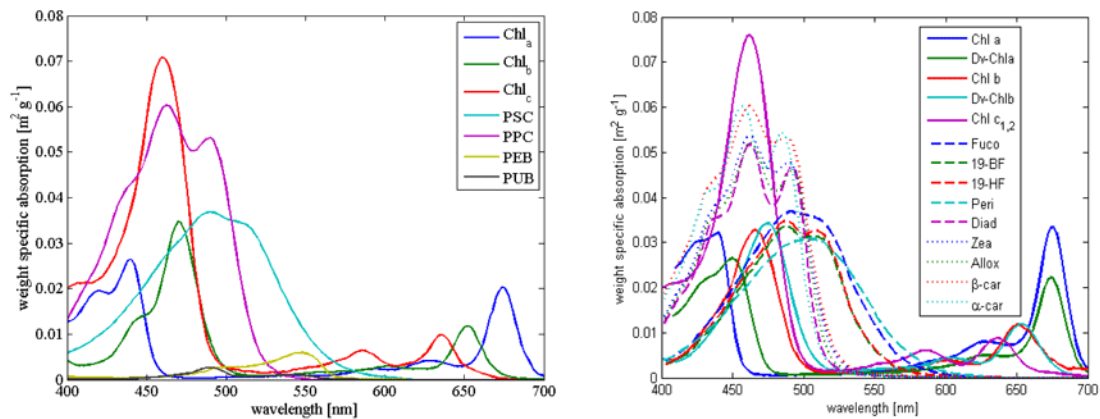 0.08
0.07
0.06
0.05
0.04
0.03
0.02
0.01
0
400
450
500
550
600
650
700
weight specific absorption [m² g⁻¹]
wavelength [nm]
Chl_a
Chl_b
Chl_c
PSC
PPC
PEB
PUB
0.08
0.07
0.06
0.05
0.04
0.03
0.02
0.01
0
400
450
500
550
600
650
700
weight specific absorption [m² g⁻¹]
wavelength [nm]
Chl a
Dv-Chla
Chl b
Dv-Chlb
Chl c₁,₂
Fuco
19-BF
19-HF
Peri
Diad
Zea
Allox
β-car
α-car